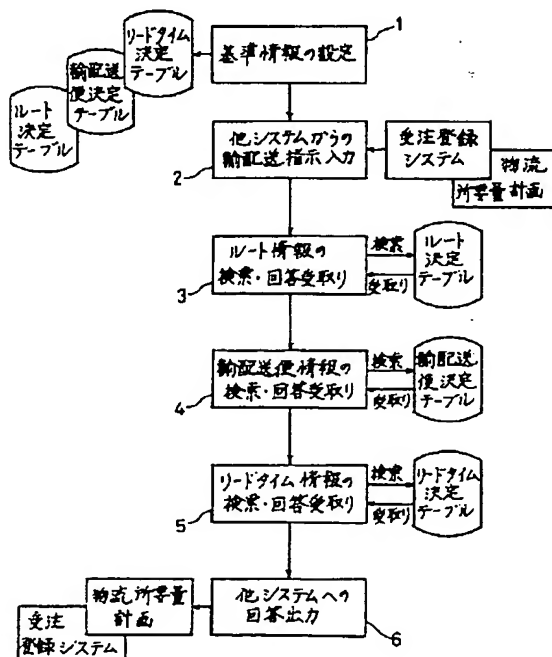 1
リードタイム
決定
テーブル
輸配送
便決定
テーブル
ルート
決定
テーブル
基準情報の設定
他システムからの
輸配送指示入力
2
受注登録
システム
物流
所要量計画
ルート情報の
検索・回答受取り
3
検索
受取り
ルート
決定
テーブル
輸配送便情報の
検索・回答受取り
4
検索
受取り
輸配送
便決定
テーブル
リードタイム情報の
検索・回答受取り
5
検索
受取り
リードタイム
決定
テーブル
他システムへの
回答出力
6
物流所要量
計画
受注
登録システム